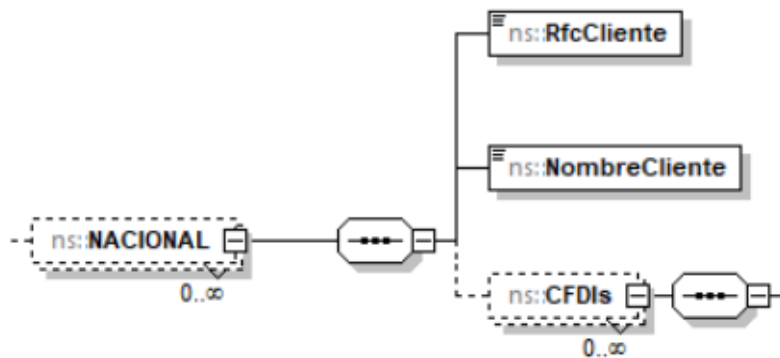 ns::RfcCliente
ns::NombreCliente
ns::NACIONAL
0..∞
ns::CFDIs
0..∞